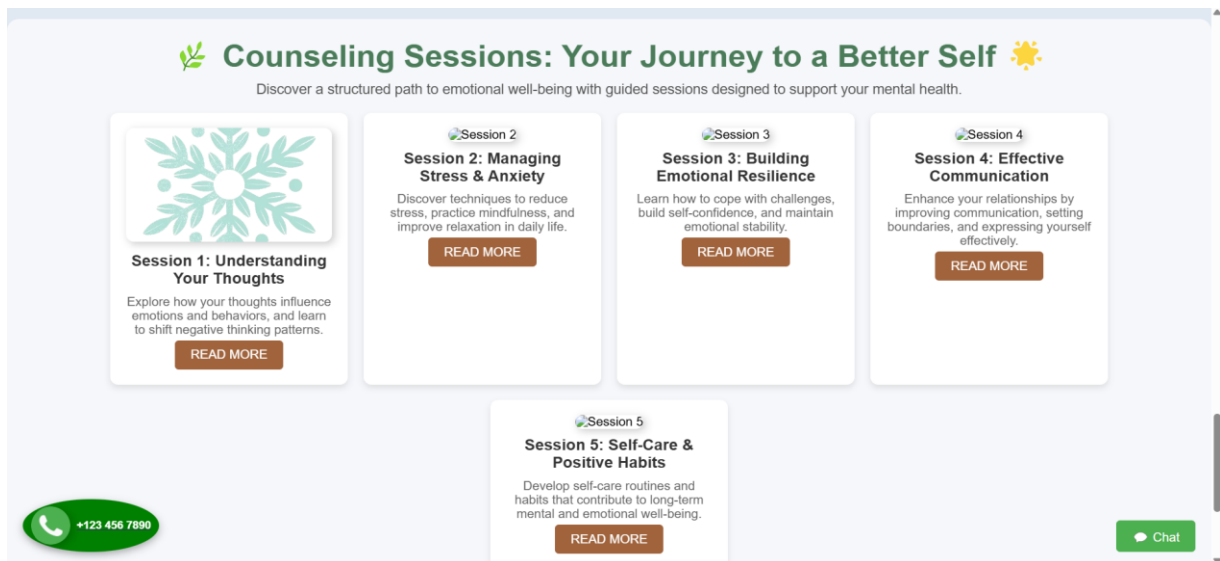 🌿 Counseling Sessions: Your Journey to a Better Self 🌟
Discover a structured path to emotional well-being with guided sessions designed to support your mental health.
Session 1: Understanding
Your Thoughts
Explore how your thoughts influence
emotions and behaviors, and learn
to shift negative thinking patterns.
READ MORE
Session 2
Session 2: Managing
Stress & Anxiety
Discover techniques to reduce
stress, practice mindfulness, and
improve relaxation in daily life.
READ MORE
Session 3
Session 3: Building
Emotional Resilience
Learn how to cope with challenges,
build self-confidence, and maintain
emotional stability.
READ MORE
Session 4
Session 4: Effective
Communication
Enhance your relationships by
improving communication, setting
boundaries, and expressing yourself
effectively.
READ MORE
Session 5
Session 5: Self-Care &
Positive Habits
Develop self-care routines and
habits that contribute to long-term
mental and emotional well-being.
READ MORE
+123 456 7890
Chat